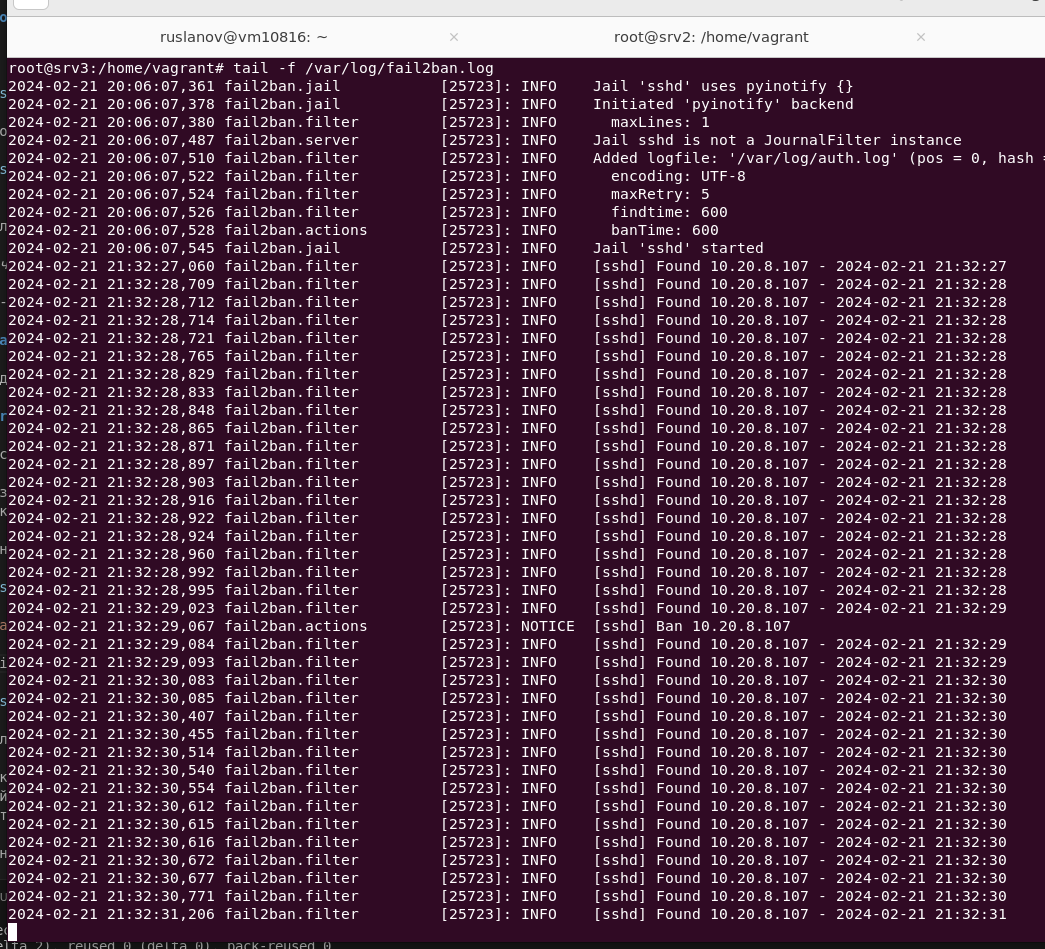 ruslanov@vm10816: ~ × root@srv2: /home/vagrant ×
root@srv3:/home/vagrant# tail -f /var/log/fail2ban.log
2024-02-21 20:06:07,361 fail2ban.jail [25723]: INFO Jail 'sshd' uses pyinotify {}
2024-02-21 20:06:07,378 fail2ban.jail [25723]: INFO Initiated 'pyinotify' backend
2024-02-21 20:06:07,380 fail2ban.filter [25723]: INFO maxLines: 1
2024-02-21 20:06:07,487 fail2ban.server [25723]: INFO Jail sshd is not a JournalFilter instance
2024-02-21 20:06:07,510 fail2ban.filter [25723]: INFO Added logfile: '/var/log/auth.log' (pos = 0, hash =
2024-02-21 20:06:07,522 fail2ban.filter [25723]: INFO encoding: UTF-8
2024-02-21 20:06:07,524 fail2ban.filter [25723]: INFO maxRetry: 5
2024-02-21 20:06:07,526 fail2ban.filter [25723]: INFO findtime: 600
2024-02-21 20:06:07,528 fail2ban.actions [25723]: INFO banTime: 600
2024-02-21 20:06:07,545 fail2ban.jail [25723]: INFO Jail 'sshd' started
2024-02-21 21:32:27,060 fail2ban.filter [25723]: INFO [sshd] Found 10.20.8.107 - 2024-02-21 21:32:27
2024-02-21 21:32:28,709 fail2ban.filter [25723]: INFO [sshd] Found 10.20.8.107 - 2024-02-21 21:32:28
2024-02-21 21:32:28,712 fail2ban.filter [25723]: INFO [sshd] Found 10.20.8.107 - 2024-02-21 21:32:28
2024-02-21 21:32:28,714 fail2ban.filter [25723]: INFO [sshd] Found 10.20.8.107 - 2024-02-21 21:32:28
2024-02-21 21:32:28,721 fail2ban.filter [25723]: INFO [sshd] Found 10.20.8.107 - 2024-02-21 21:32:28
2024-02-21 21:32:28,765 fail2ban.filter [25723]: INFO [sshd] Found 10.20.8.107 - 2024-02-21 21:32:28
2024-02-21 21:32:28,829 fail2ban.filter [25723]: INFO [sshd] Found 10.20.8.107 - 2024-02-21 21:32:28
2024-02-21 21:32:28,833 fail2ban.filter [25723]: INFO [sshd] Found 10.20.8.107 - 2024-02-21 21:32:28
2024-02-21 21:32:28,848 fail2ban.filter [25723]: INFO [sshd] Found 10.20.8.107 - 2024-02-21 21:32:28
2024-02-21 21:32:28,865 fail2ban.filter [25723]: INFO [sshd] Found 10.20.8.107 - 2024-02-21 21:32:28
2024-02-21 21:32:28,871 fail2ban.filter [25723]: INFO [sshd] Found 10.20.8.107 - 2024-02-21 21:32:28
2024-02-21 21:32:28,897 fail2ban.filter [25723]: INFO [sshd] Found 10.20.8.107 - 2024-02-21 21:32:28
2024-02-21 21:32:28,903 fail2ban.filter [25723]: INFO [sshd] Found 10.20.8.107 - 2024-02-21 21:32:28
2024-02-21 21:32:28,916 fail2ban.filter [25723]: INFO [sshd] Found 10.20.8.107 - 2024-02-21 21:32:28
2024-02-21 21:32:28,922 fail2ban.filter [25723]: INFO [sshd] Found 10.20.8.107 - 2024-02-21 21:32:28
2024-02-21 21:32:28,924 fail2ban.filter [25723]: INFO [sshd] Found 10.20.8.107 - 2024-02-21 21:32:28
2024-02-21 21:32:28,960 fail2ban.filter [25723]: INFO [sshd] Found 10.20.8.107 - 2024-02-21 21:32:28
2024-02-21 21:32:28,992 fail2ban.filter [25723]: INFO [sshd] Found 10.20.8.107 - 2024-02-21 21:32:28
2024-02-21 21:32:28,995 fail2ban.filter [25723]: INFO [sshd] Found 10.20.8.107 - 2024-02-21 21:32:28
2024-02-21 21:32:29,023 fail2ban.filter [25723]: INFO [sshd] Found 10.20.8.107 - 2024-02-21 21:32:29
2024-02-21 21:32:29,067 fail2ban.actions [25723]: NOTICE [sshd] Ban 10.20.8.107
2024-02-21 21:32:29,084 fail2ban.filter [25723]: INFO [sshd] Found 10.20.8.107 - 2024-02-21 21:32:29
2024-02-21 21:32:29,093 fail2ban.filter [25723]: INFO [sshd] Found 10.20.8.107 - 2024-02-21 21:32:29
2024-02-21 21:32:30,083 fail2ban.filter [25723]: INFO [sshd] Found 10.20.8.107 - 2024-02-21 21:32:30
2024-02-21 21:32:30,085 fail2ban.filter [25723]: INFO [sshd] Found 10.20.8.107 - 2024-02-21 21:32:30
2024-02-21 21:32:30,407 fail2ban.filter [25723]: INFO [sshd] Found 10.20.8.107 - 2024-02-21 21:32:30
2024-02-21 21:32:30,455 fail2ban.filter [25723]: INFO [sshd] Found 10.20.8.107 - 2024-02-21 21:32:30
2024-02-21 21:32:30,514 fail2ban.filter [25723]: INFO [sshd] Found 10.20.8.107 - 2024-02-21 21:32:30
2024-02-21 21:32:30,540 fail2ban.filter [25723]: INFO [sshd] Found 10.20.8.107 - 2024-02-21 21:32:30
2024-02-21 21:32:30,554 fail2ban.filter [25723]: INFO [sshd] Found 10.20.8.107 - 2024-02-21 21:32:30
2024-02-21 21:32:30,612 fail2ban.filter [25723]: INFO [sshd] Found 10.20.8.107 - 2024-02-21 21:32:30
2024-02-21 21:32:30,615 fail2ban.filter [25723]: INFO [sshd] Found 10.20.8.107 - 2024-02-21 21:32:30
2024-02-21 21:32:30,616 fail2ban.filter [25723]: INFO [sshd] Found 10.20.8.107 - 2024-02-21 21:32:30
2024-02-21 21:32:30,672 fail2ban.filter [25723]: INFO [sshd] Found 10.20.8.107 - 2024-02-21 21:32:30
2024-02-21 21:32:30,677 fail2ban.filter [25723]: INFO [sshd] Found 10.20.8.107 - 2024-02-21 21:32:30
2024-02-21 21:32:30,771 fail2ban.filter [25723]: INFO [sshd] Found 10.20.8.107 - 2024-02-21 21:32:30
2024-02-21 21:32:31,206 fail2ban.filter [25723]: INFO [sshd] Found 10.20.8.107 - 2024-02-21 21:32:31
2), reused 0 (delta 0), pack-reused 0